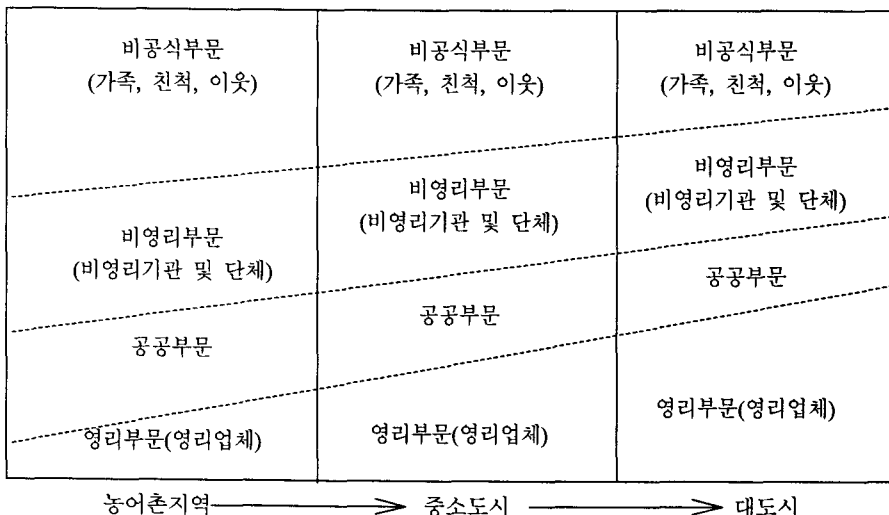 비공식부문
(가족, 친척, 이웃)
비영리부문
(비영리기관 및 단체)
공공부문
영리부문(영리업체)
비공식부문
(가족, 친척, 이웃)
비영리부문
(비영리기관 및 단체)
공공부문
영리부문(영리업체)
비공식부문
(가족, 친척, 이웃)
비영리부문
(비영리기관 및 단체)
공공부문
영리부문(영리업체)
농어촌지역 중소도시 대도시